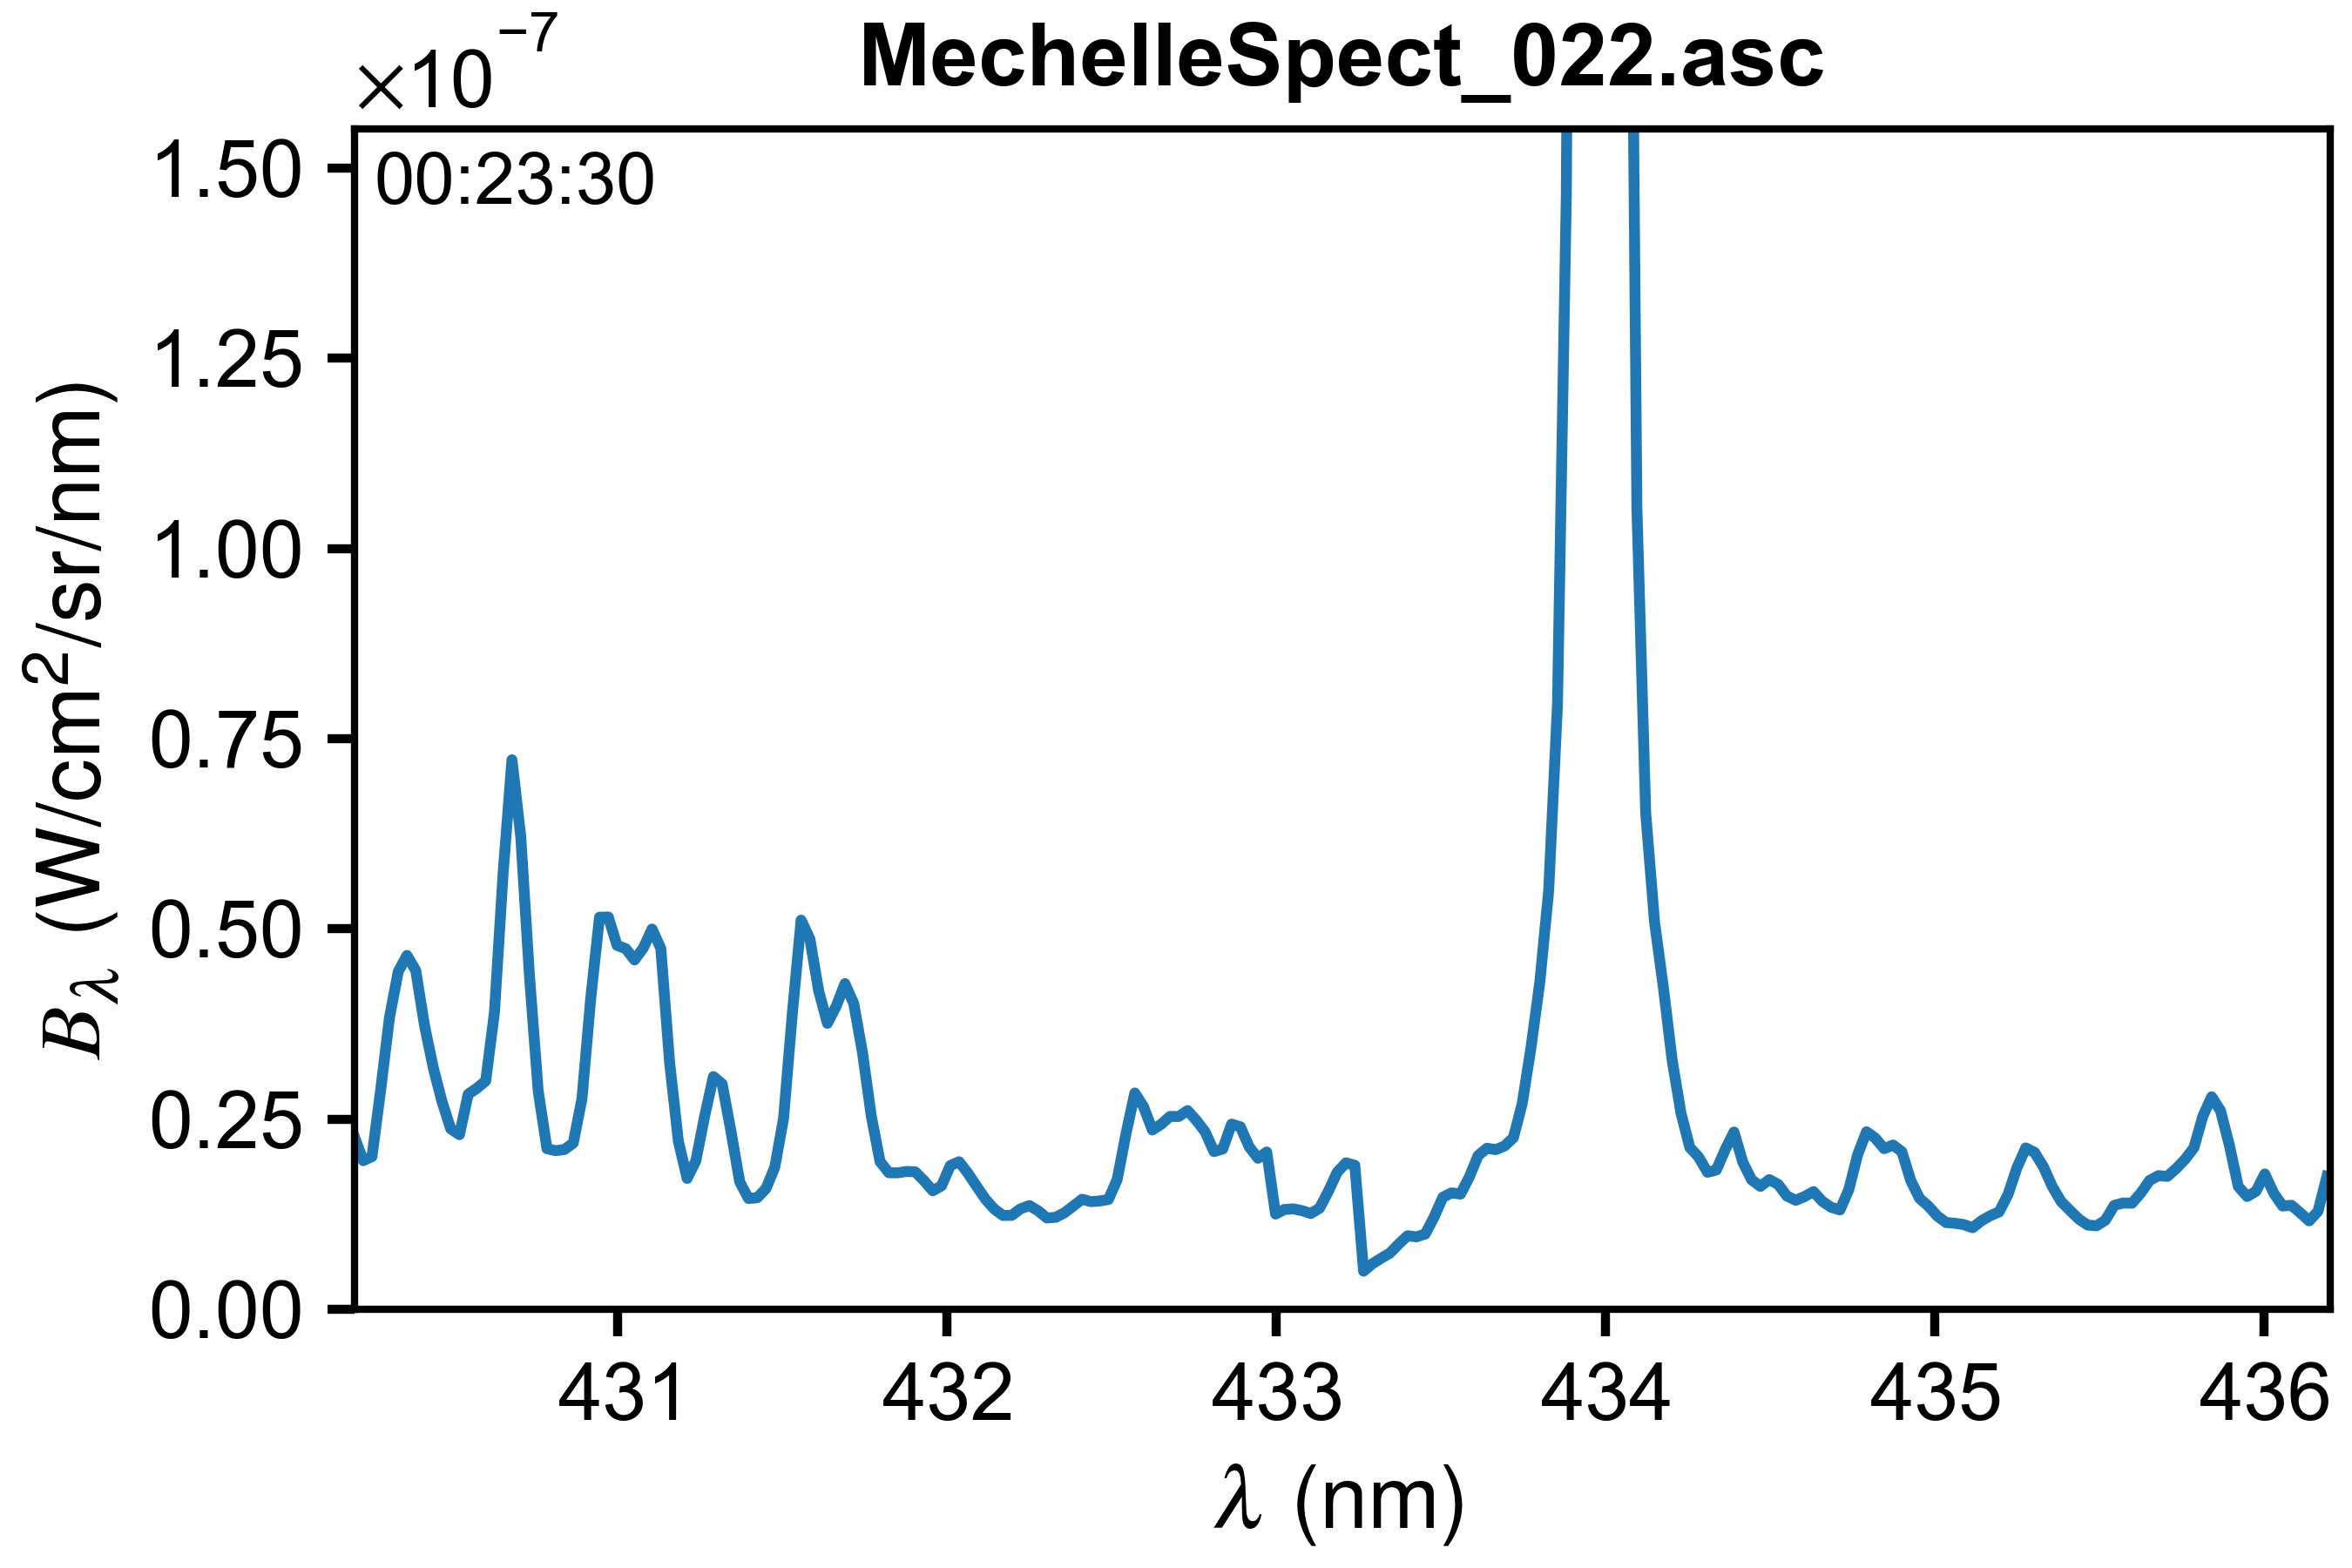 MechelleSpect_022.asc
×10⁻⁷
00:23:30
1.50
1.25
1.00
0.75
0.50
0.25
0.00
B_λ (W/cm²/sr/nm)
431 432 433 434 435 436
λ (nm)